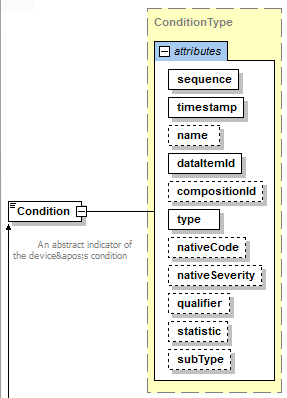 ConditionType
attributes
sequence
timestamp
name
dataItemId
compositionId
Condition
type
An abstract indicator of
the device&apos;s condition
nativeCode
nativeSeverity
qualifier
statistic
subType